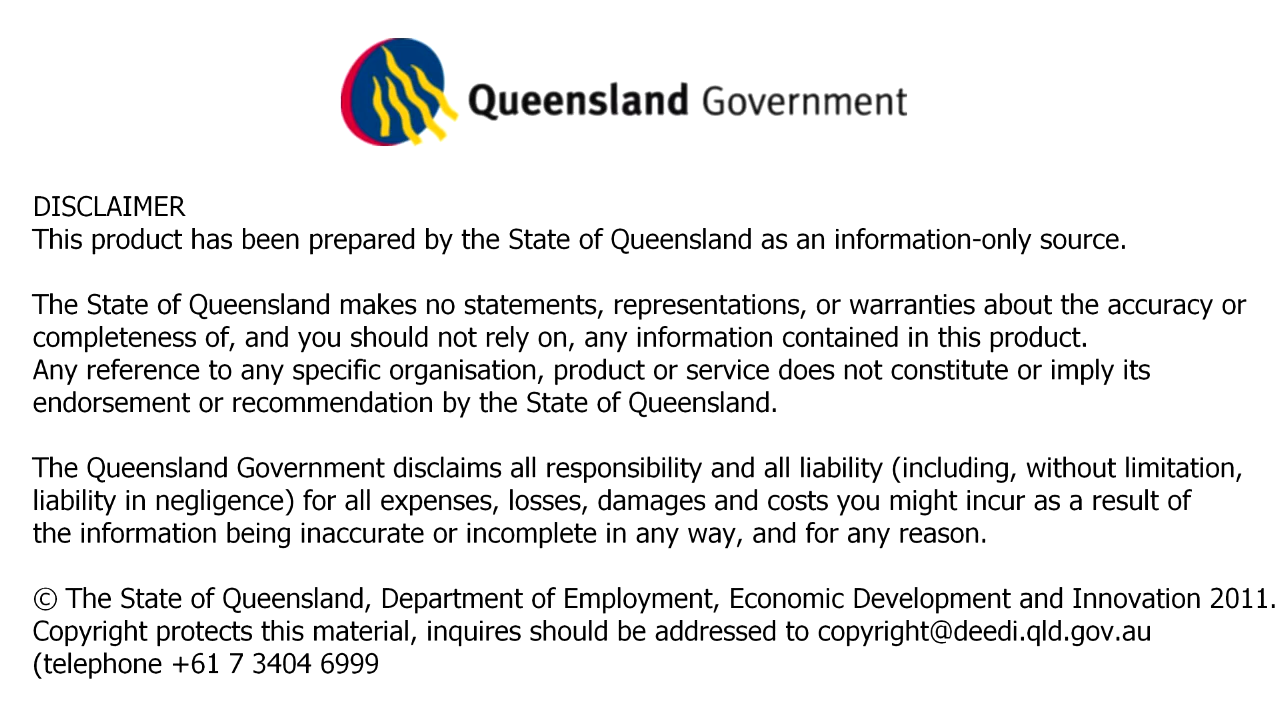 Queensland Government
DISCLAIMER
This product has been prepared by the State of Queensland as an information-only source.
The State of Queensland makes no statements, representations, or warranties about the accuracy or
completeness of, and you should not rely on, any information contained in this product.
Any reference to any specific organisation, product or service does not constitute or imply its
endorsement or recommendation by the State of Queensland.
The Queensland Government disclaims all responsibility and all liability (including, without limitation,
liability in negligence) for all expenses, losses, damages and costs you might incur as a result of
the information being inaccurate or incomplete in any way, and for any reason.
© The State of Queensland, Department of Employment, Economic Development and Innovation 2011.
Copyright protects this material, inquires should be addressed to copyright@deedi.qld.gov.au
(telephone +61 7 3404 6999